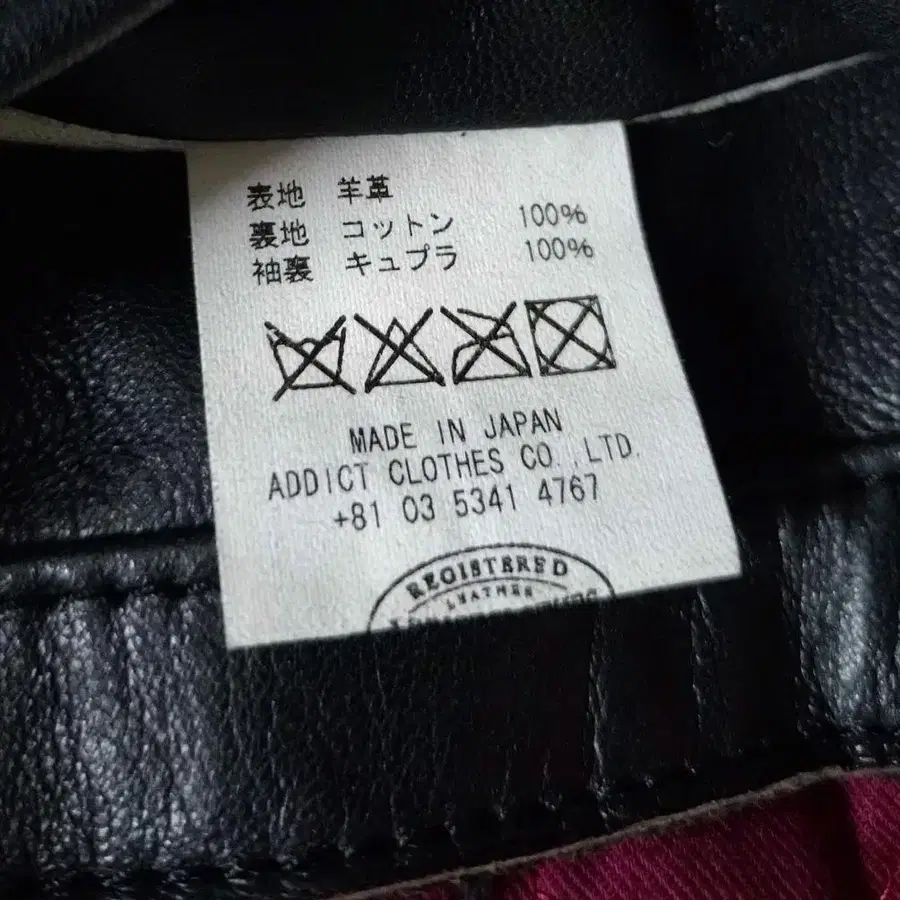 表地 羊革
裏地 コットン 100%
袖裏 キュプラ 100%
MADE IN JAPAN
ADDICT CLOTHES CO.,LTD.
+81 03 5341 4767
REGISTERED
LEATHER